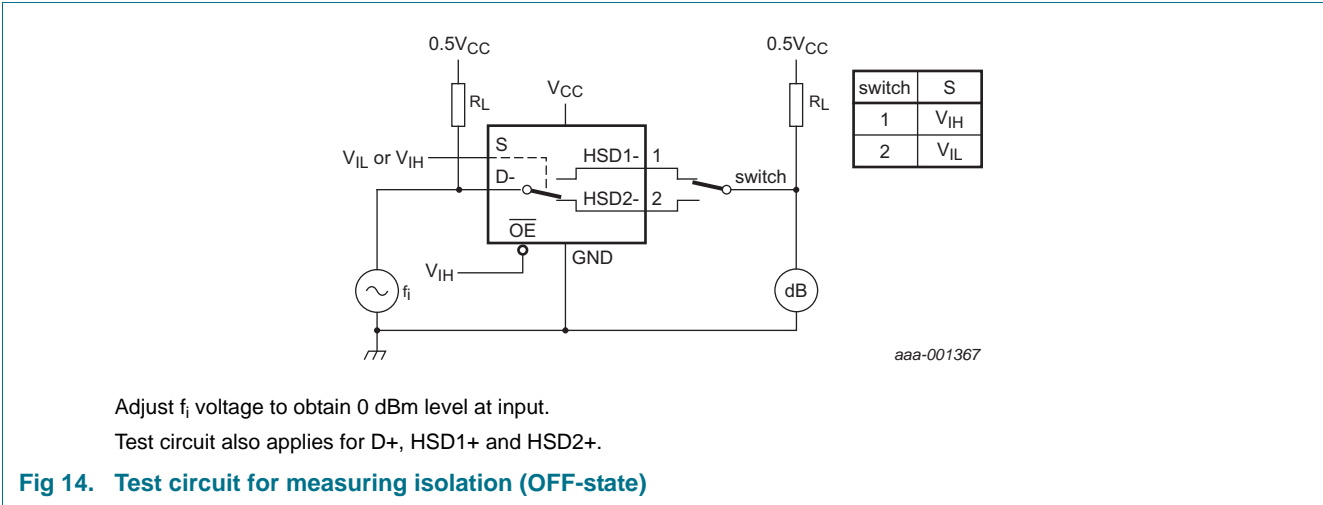 0.5VCC
0.5VCC
RL
VCC
RL
switch S
1 VIH
2 VIL
VIL or VIH
S
HSD1- 1
D-
switch
HSD2- 2
OE
GND
VIH
fi
dB
aaa-001367
Adjust fi voltage to obtain 0 dBm level at input.
Test circuit also applies for D+, HSD1+ and HSD2+.
Fig 14. Test circuit for measuring isolation (OFF-state)